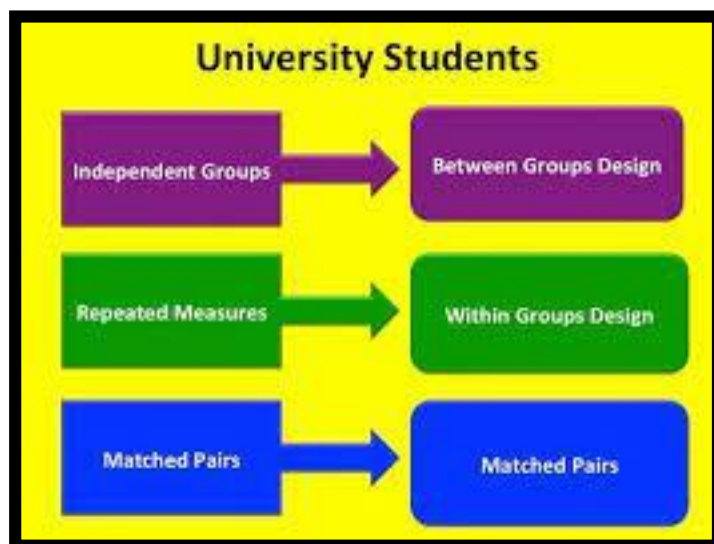 University Students
Independent Groups
Between Groups Design
Repeated Measures
Within Groups Design
Matched Pairs
Matched Pairs